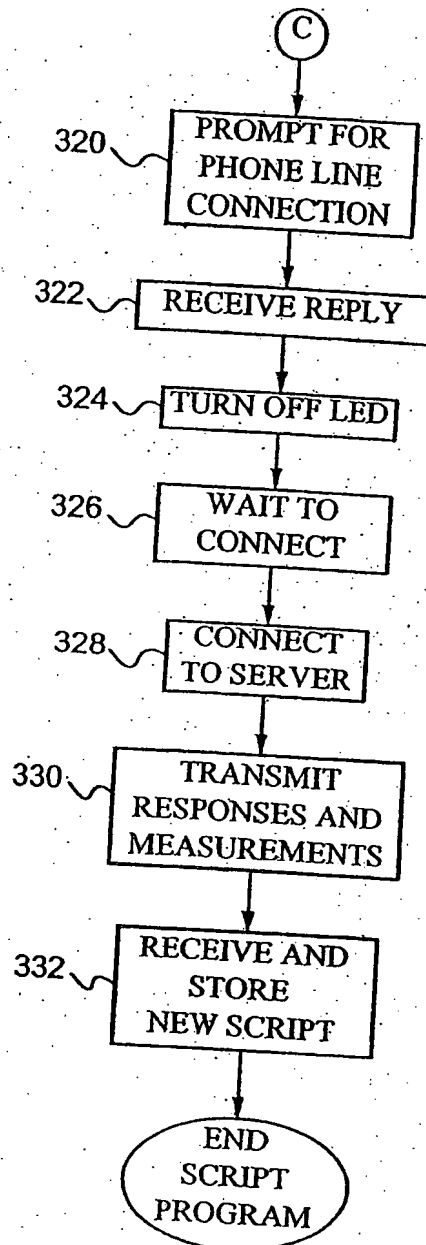 C
320
PROMPT FOR
PHONE LINE
CONNECTION
322
RECEIVE REPLY
324
TURN OFF LED
326
WAIT TO
CONNECT
328
CONNECT
TO SERVER
330
TRANSMIT
RESPONSES AND
MEASUREMENTS
332
RECEIVE AND
STORE
NEW SCRIPT
END
SCRIPT
PROGRAM